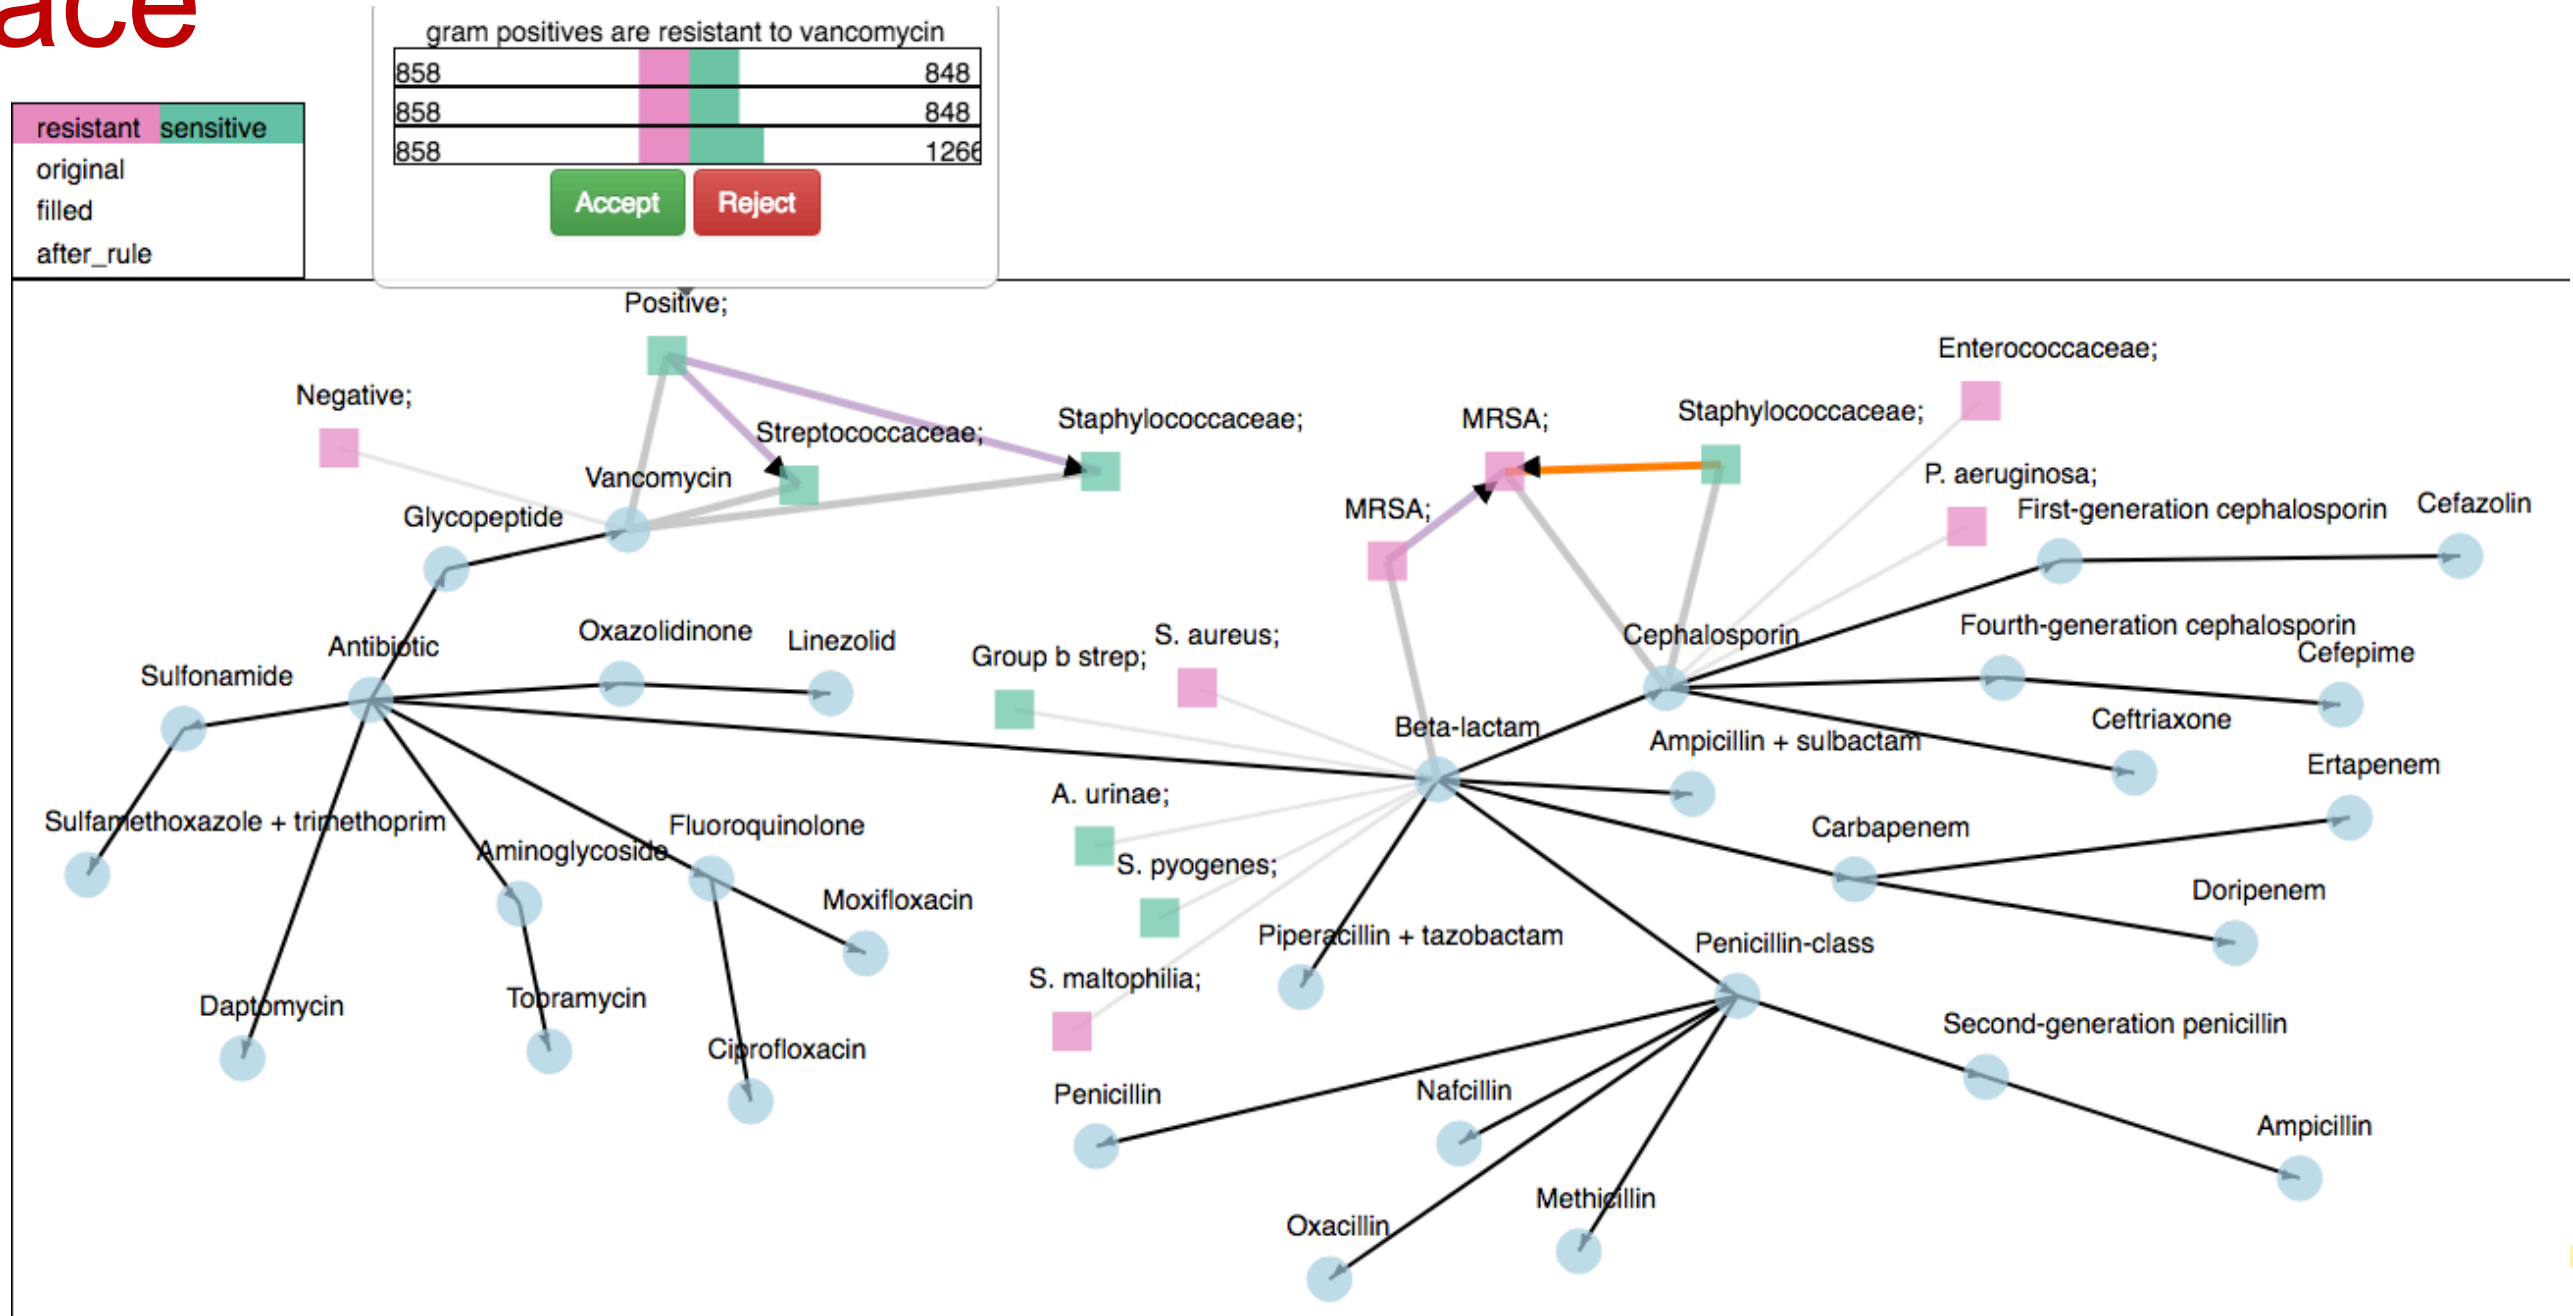 ace
gram positives are resistant to vancomycin
858 848
858 848
858 1266
Accept Reject
resistant sensitive
original
filled
after_rule
Positive;
Negative;
Streptococcaceae;
Staphylococcaceae;
Vancomycin
Glycopeptide
MRSA;
Staphylococcaceae;
Enterococcaceae;
MRSA;
P. aeruginosa;
First-generation cephalosporin
Cefazolin
Antibiotic
Oxazolidinone
Linezolid
Sulfonamide
Group b strep;
S. aureus;
Cephalosporin
Fourth-generation cephalosporin
Cefepime
Beta-lactam
Ampicillin + sulbactam
Ceftriaxone
Ertapenem
A. urinae;
Sulfamethoxazole + trimethoprim
Aminoglycoside
Fluoroquinolone
S. pyogenes;
Carbapenem
Moxifloxacin
Doripenem
Piperacillin + tazobactam
Penicillin-class
S. maltophilia;
Daptomycin
Tobramycin
Ciprofloxacin
Second-generation penicillin
Penicillin
Nafcillin
Ampicillin
Methicillin
Oxacillin